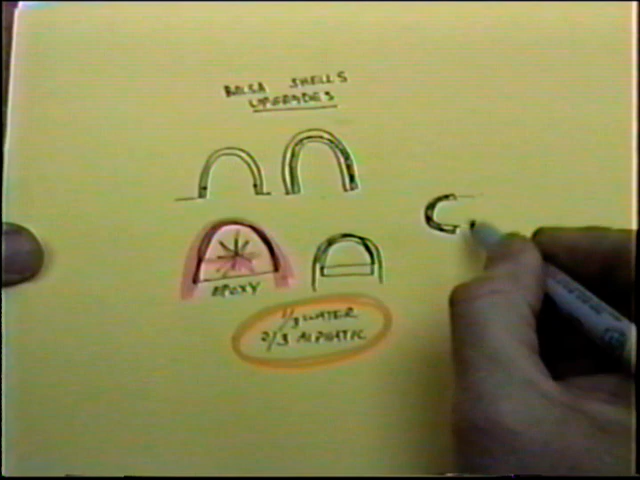 BALSA SHELLS
UPGRADES
EPOXY
1/3 WATER
2/3 ALPHATIC